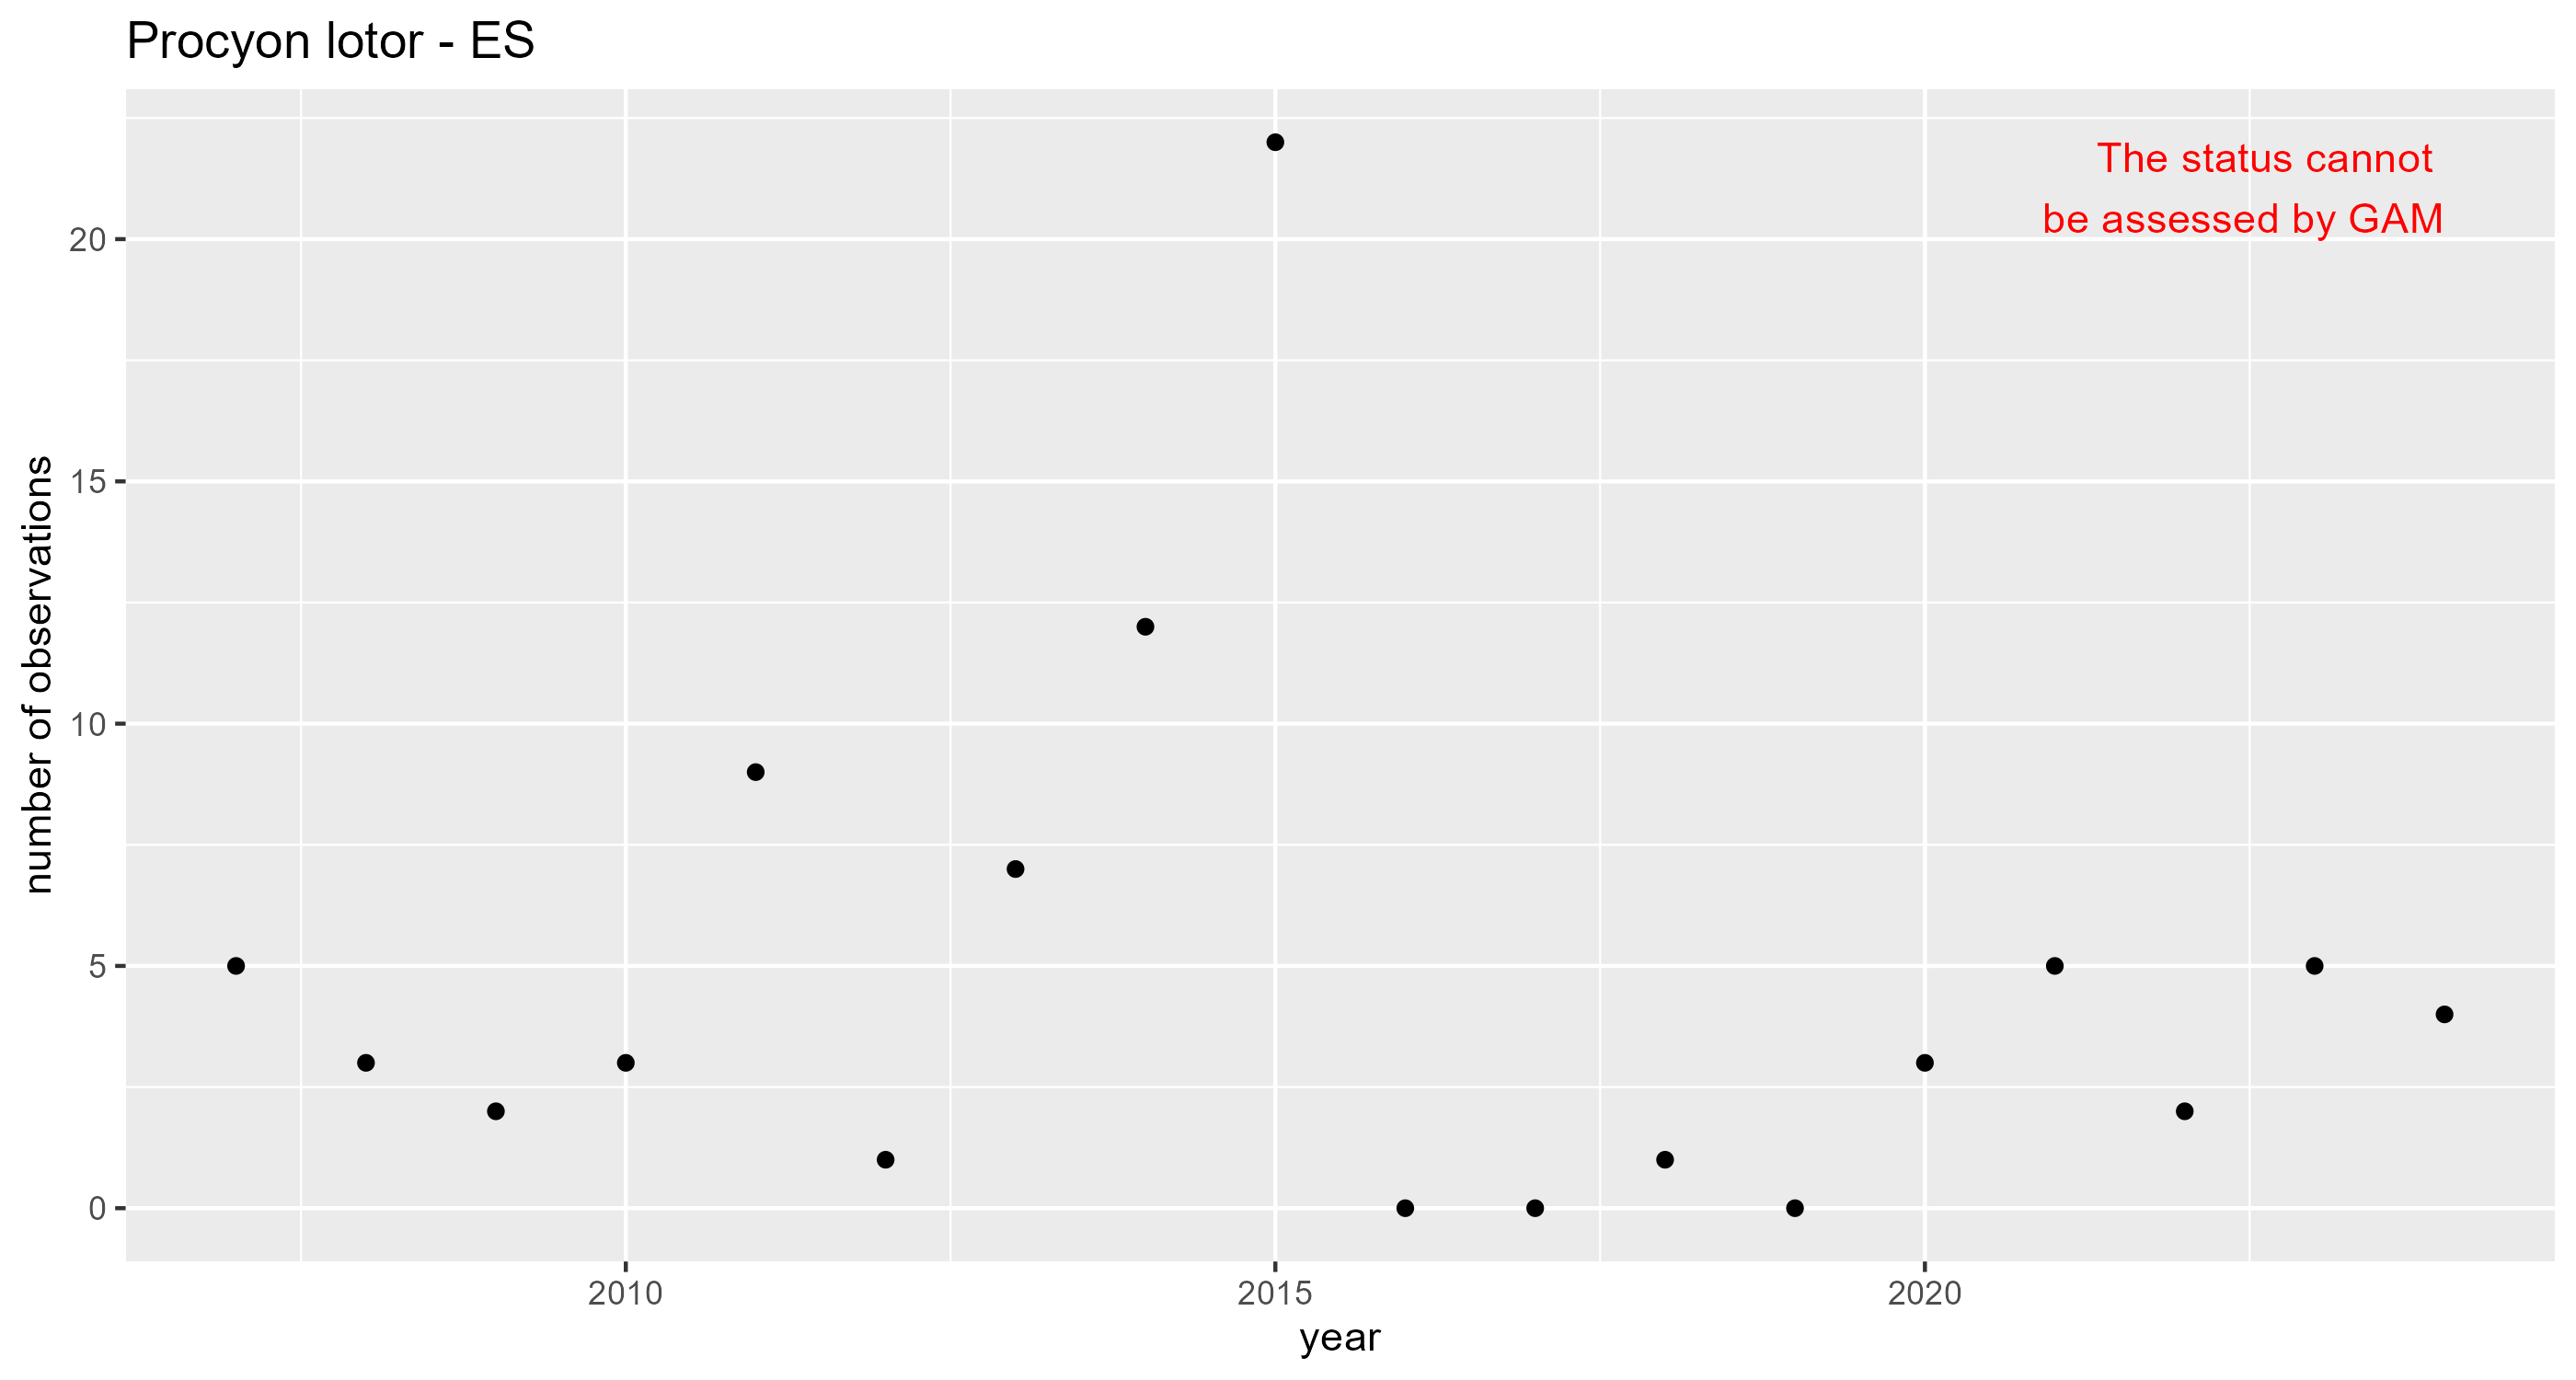 Procyon lotor - ES
The status cannot
be assessed by GAM
20
15
10
5
0
number of observations
2010
2015
2020
year